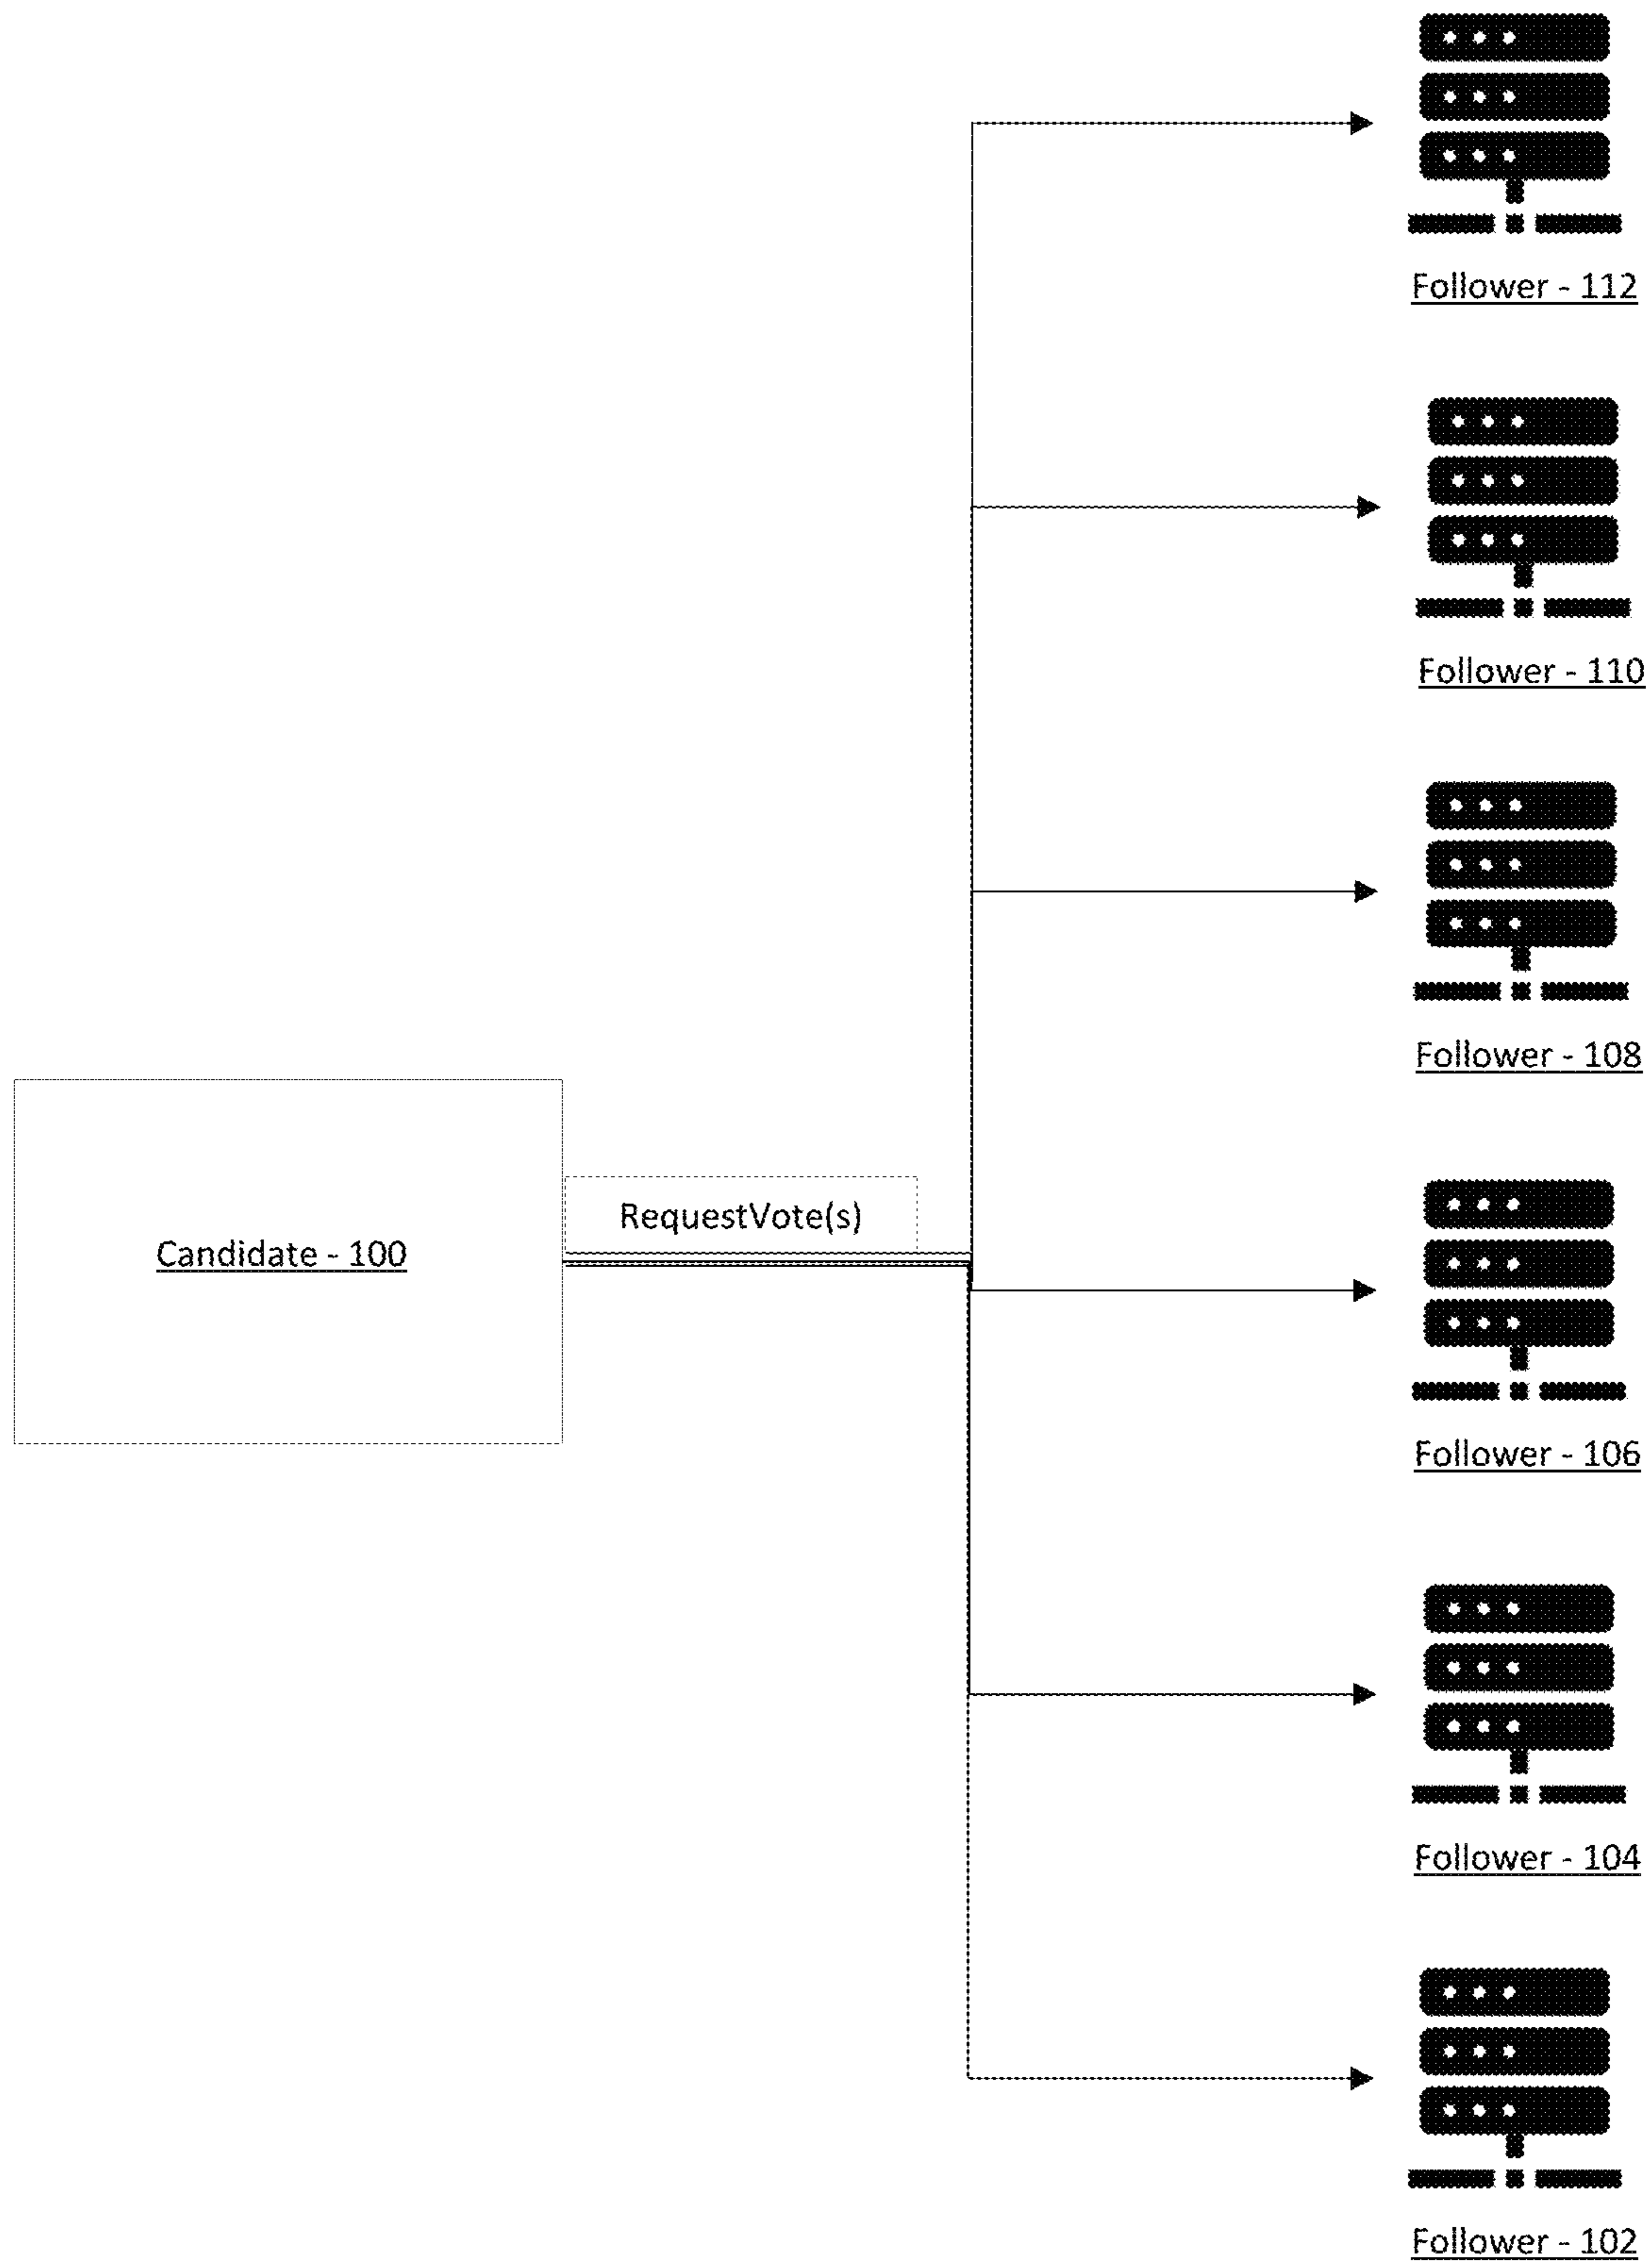 Follower - 112
Follower - 110
Follower - 108
RequestVote(s)
Candidate - 100
Follower - 106
Follower - 104
Follower - 102